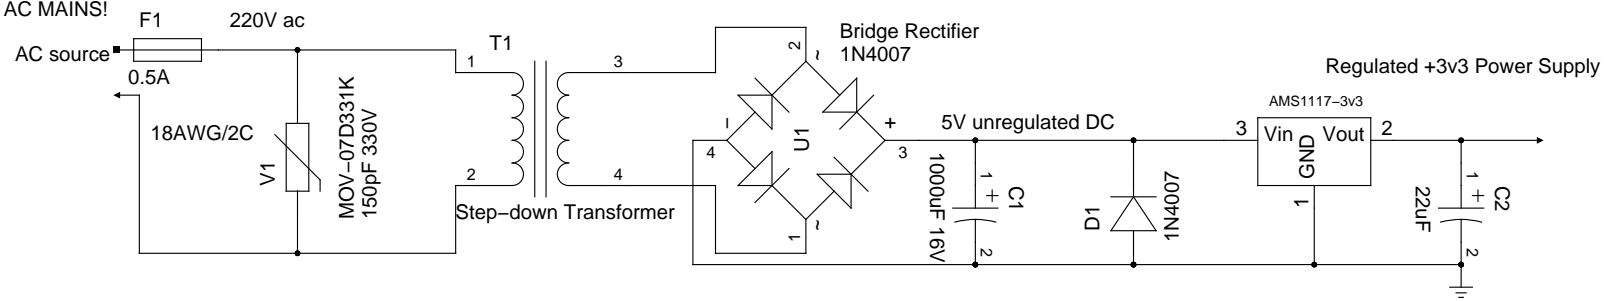 AC MAINS!
F1
220V ac
AC source
0.5A
18AWG/2C
V1
MOV-07D331K
150pF 330V
T1
1
2
3
4
Step-down Transformer
Bridge Rectifier
1N4007
2
~
-
4
U1
+
3
1
~
5V unregulated DC
1
+
C1
1000uF 16V
2
D1
1N4007
Regulated +3v3 Power Supply
AMS1117-3v3
3
Vin
Vout
2
GND
1
1
+
C2
22uF
2